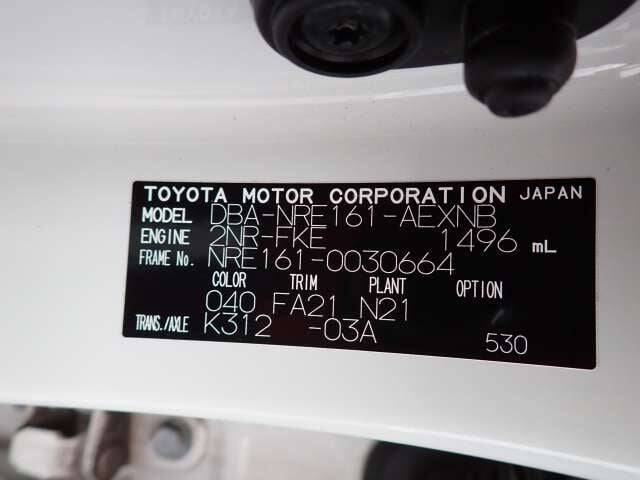 TOYOTA MOTOR CORPORATION JAPAN
MODEL DBA-NRE161-AEXNB
ENGINE 2NR-FKE 1496 mL
FRAME No. NRE161-0030664
COLOR TRIM PLANT OPTION
040 FA21 N21
TRANS./AXLE K312 -03A
530